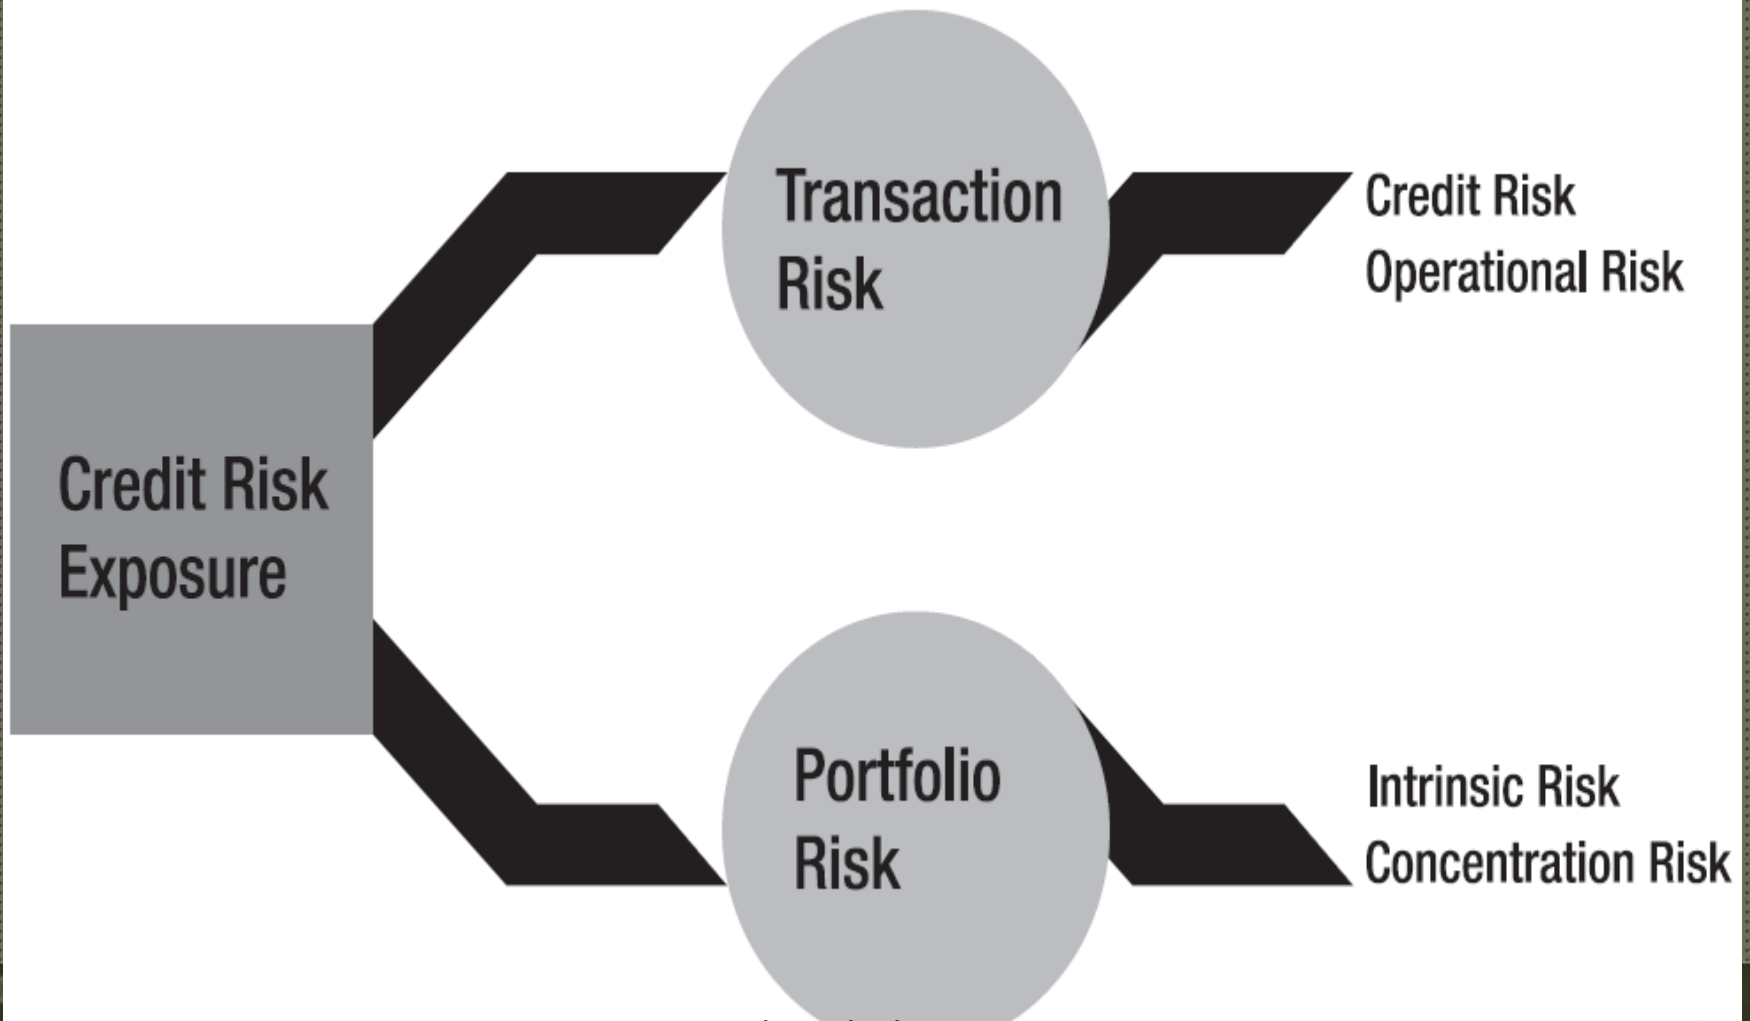 Transaction
Risk
Credit Risk
Operational Risk
Credit Risk
Exposure
Portfolio
Risk
Intrinsic Risk
Concentration Risk